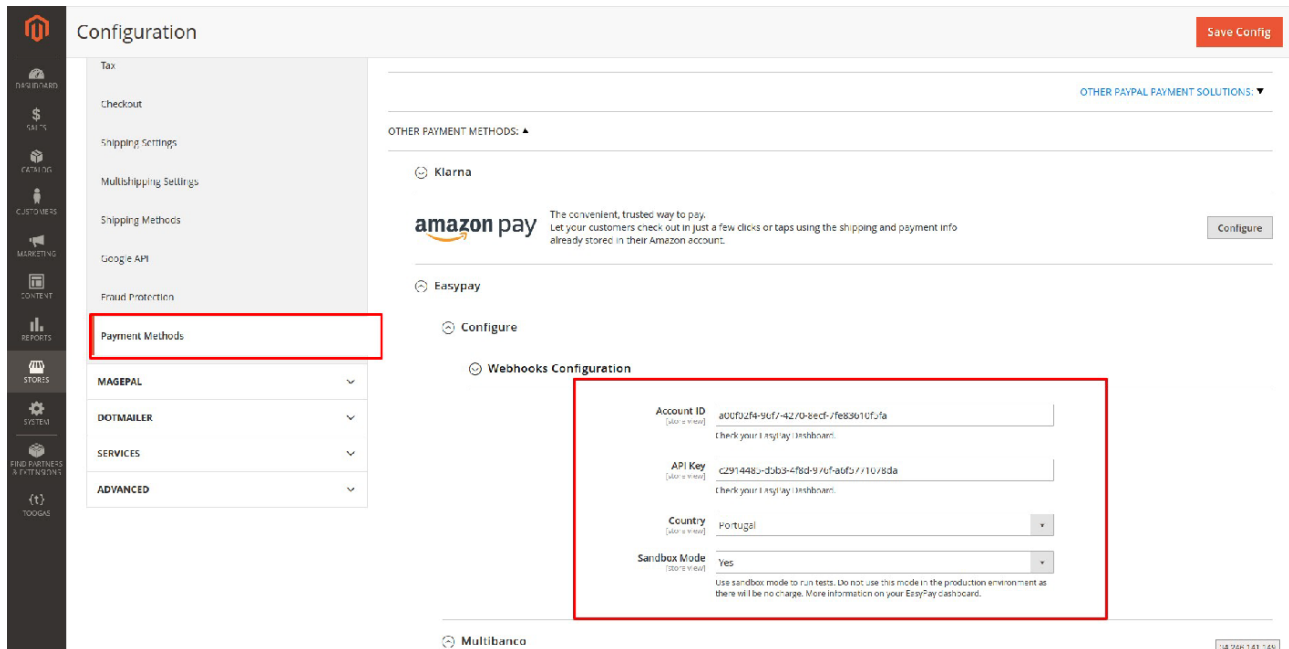 Configuration
Save Config
DASHBOARD
$
SALES
CATALOG
CUSTOMERS
MARKETING
CONTENT
REPORTS
STORES
SYSTEM
FIND PARTNERS
& EXTENSIONS
{t}
TOOGAS
Tax
Checkout
Shipping Settings
Multishipping Settings
Shipping Methods
Google API
Fraud Protection
Payment Methods
MAGEPAL
DOTMAILER
SERVICES
ADVANCED
OTHER PAYPAL PAYMENT SOLUTIONS:
OTHER PAYMENT METHODS:
Klarna
amazon pay
The convenient, trusted way to pay.
Let your customers check out in just a few clicks or taps using the shipping and payment info
already stored in their Amazon account.
Configure
Easypay
Configure
Webhooks Configuration
Account ID
[store view]
Check your EasyPay Dashboard.
API Key
[store view]
Check your EasyPay Dashboard.
Country
[store view]
Portugal
Sandbox Mode
[store view]
Yes
Use sandbox mode to run tests. Do not use this mode in the production environment as
there will be no charge. More information on your EasyPay dashboard.
Multibanco